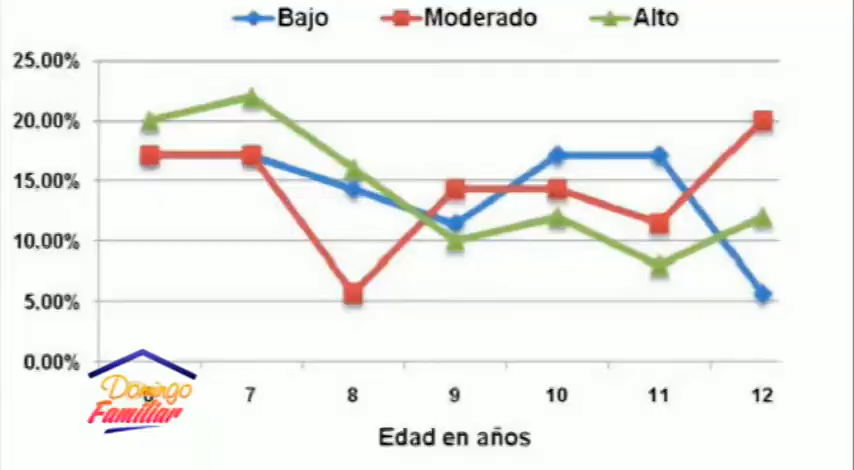 Bajo Moderado Alto
25.00%
20.00%
15.00%
10.00%
5.00%
0.00%
7 8 9 10 11 12
Domingo
Familiar
Edad en años